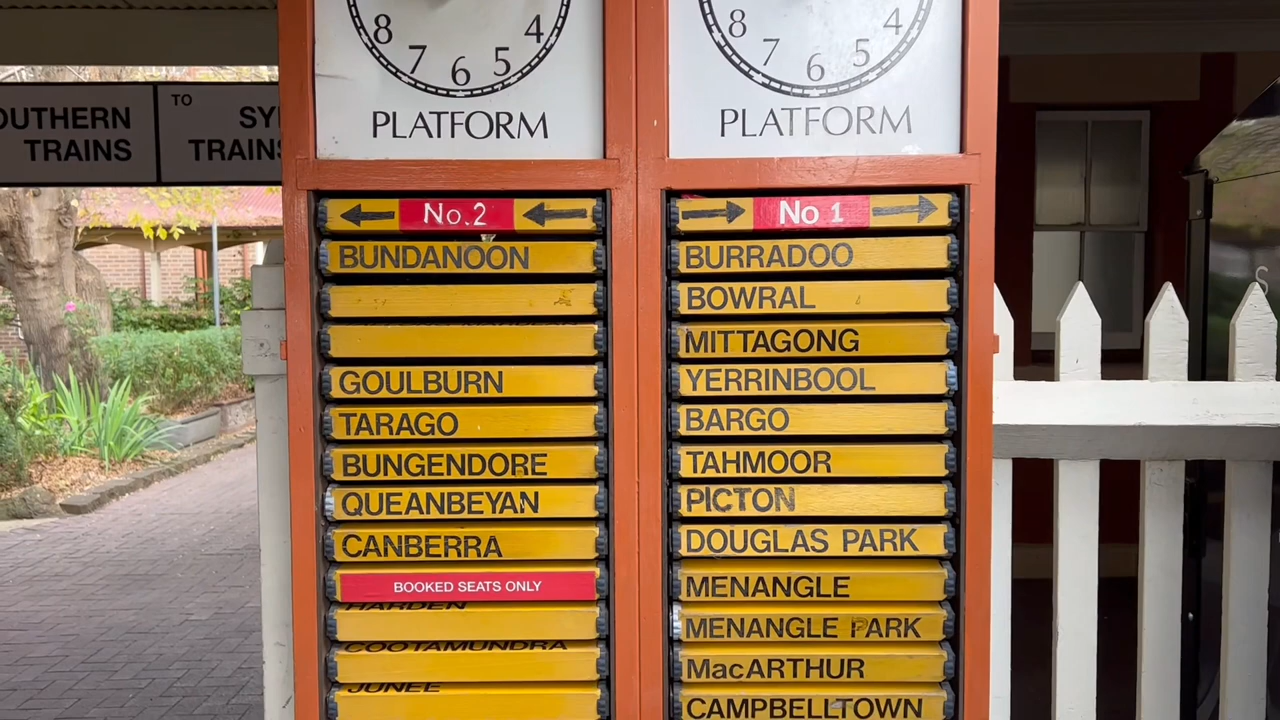 OUTHERN
TRAINS
TO
SY
TRAINS
8 7 6 5 4
PLATFORM
No.2
BUNDANOON
GOULBURN
TARAGO
BUNGENDORE
QUEANBEYAN
CANBERRA
BOOKED SEATS ONLY
HARDEN
COOTAMUNDRA
JUNEE
8 7 6 5 4
PLATFORM
No 1
BURRADOO
BOWRAL
MITTAGONG
YERRINBOOL
BARGO
TAHMOOR
PICTON
DOUGLAS PARK
MENANGLE
MENANGLE PARK
MacARTHUR
CAMPBELLTOWN